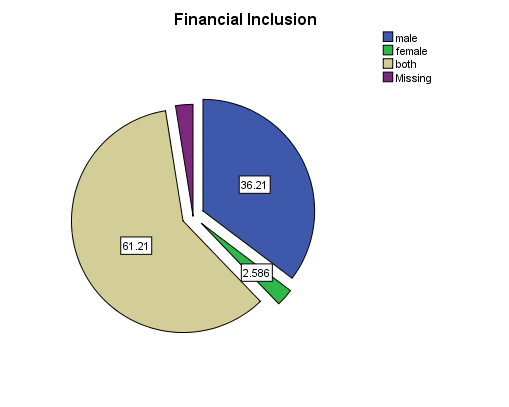 Financial Inclusion
male
female
both
Missing
36.21
2.586
61.21